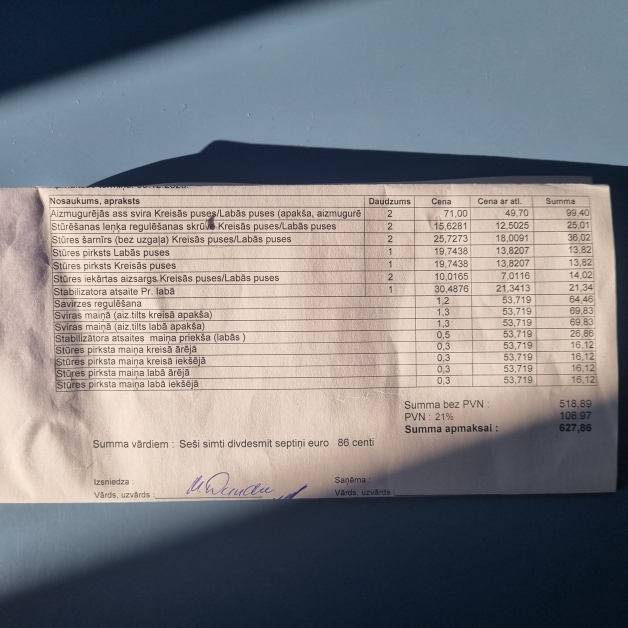 Nosaukums, apraksts Daudzums Cena Cena ar atl. Summa
Aizmugurējās ass svira Kreisās puses/Labās puses (apakša, aizmugurē 2 71,00 49,70 99,40
Stūrēšanas leņķa regulēšanas skrūve Kreisās puses/Labās puses 2 15,6281 12,5025 25,01
Stūres šarnīrs (bez uzgaļa) Kreisās puses/Labās puses 2 25,7273 18,0091 36,02
Stūres pirksts Labās puses 1 19,7438 13,8207 13,82
Stūres pirksts Kreisās puses 1 19,7438 13,8207 13,82
Stūres iekārtas aizsargs Kreisās puses/Labās puses 2 10,0165 7,0116 14,02
Stabilizatora atsaite Pr. labā 1 30,4876 21,3413 21,34
Savirzes regulēšana 1,2 53,719 64,46
Sviras maiņā (aiz.tilts kreisā apakša) 1,3 53,719 69,83
Sviras maiņā (aiz.tilts labā apakša) 1,3 53,719 69,83
Stabilizātora atsaites maiņa priekša (labās ) 0,5 53,719 26,86
Stūres pirksta maiņa kreisā ārējā 0,3 53,719 16,12
Stūres pirksta maiņa kreisā iekšējā 0,3 53,719 16,12
Stūres pirksta maiņa labā ārējā 0,3 53,719 16,12
Stūres pirksta maiņa labā iekšējā 0,3 53,719 16,12
Summa bez PVN : 518,89
PVN : 21% 108,97
Summa apmaksai : 627,86
Summa vārdiem : Seši simti divdesmit septiņi euro 86 centi
Izsniedza : Saņēma :
Vārds, uzvārds : Vārds, uzvārds :